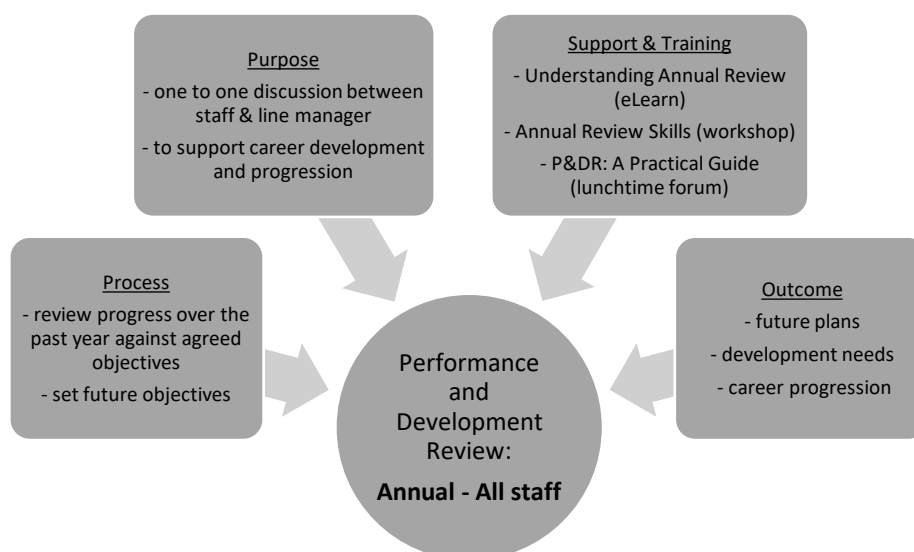 Purpose
- one to one discussion between
staff & line manager
- to support career development
and progression
Support & Training
- Understanding Annual Review
(eLearn)
- Annual Review Skills (workshop)
- P&DR: A Practical Guide
(lunchtime forum)
Process
- review progress over the
past year against agreed
objectives
- set future objectives
Outcome
- future plans
- development needs
- career progression
Performance
and
Development
Review:
Annual - All staff